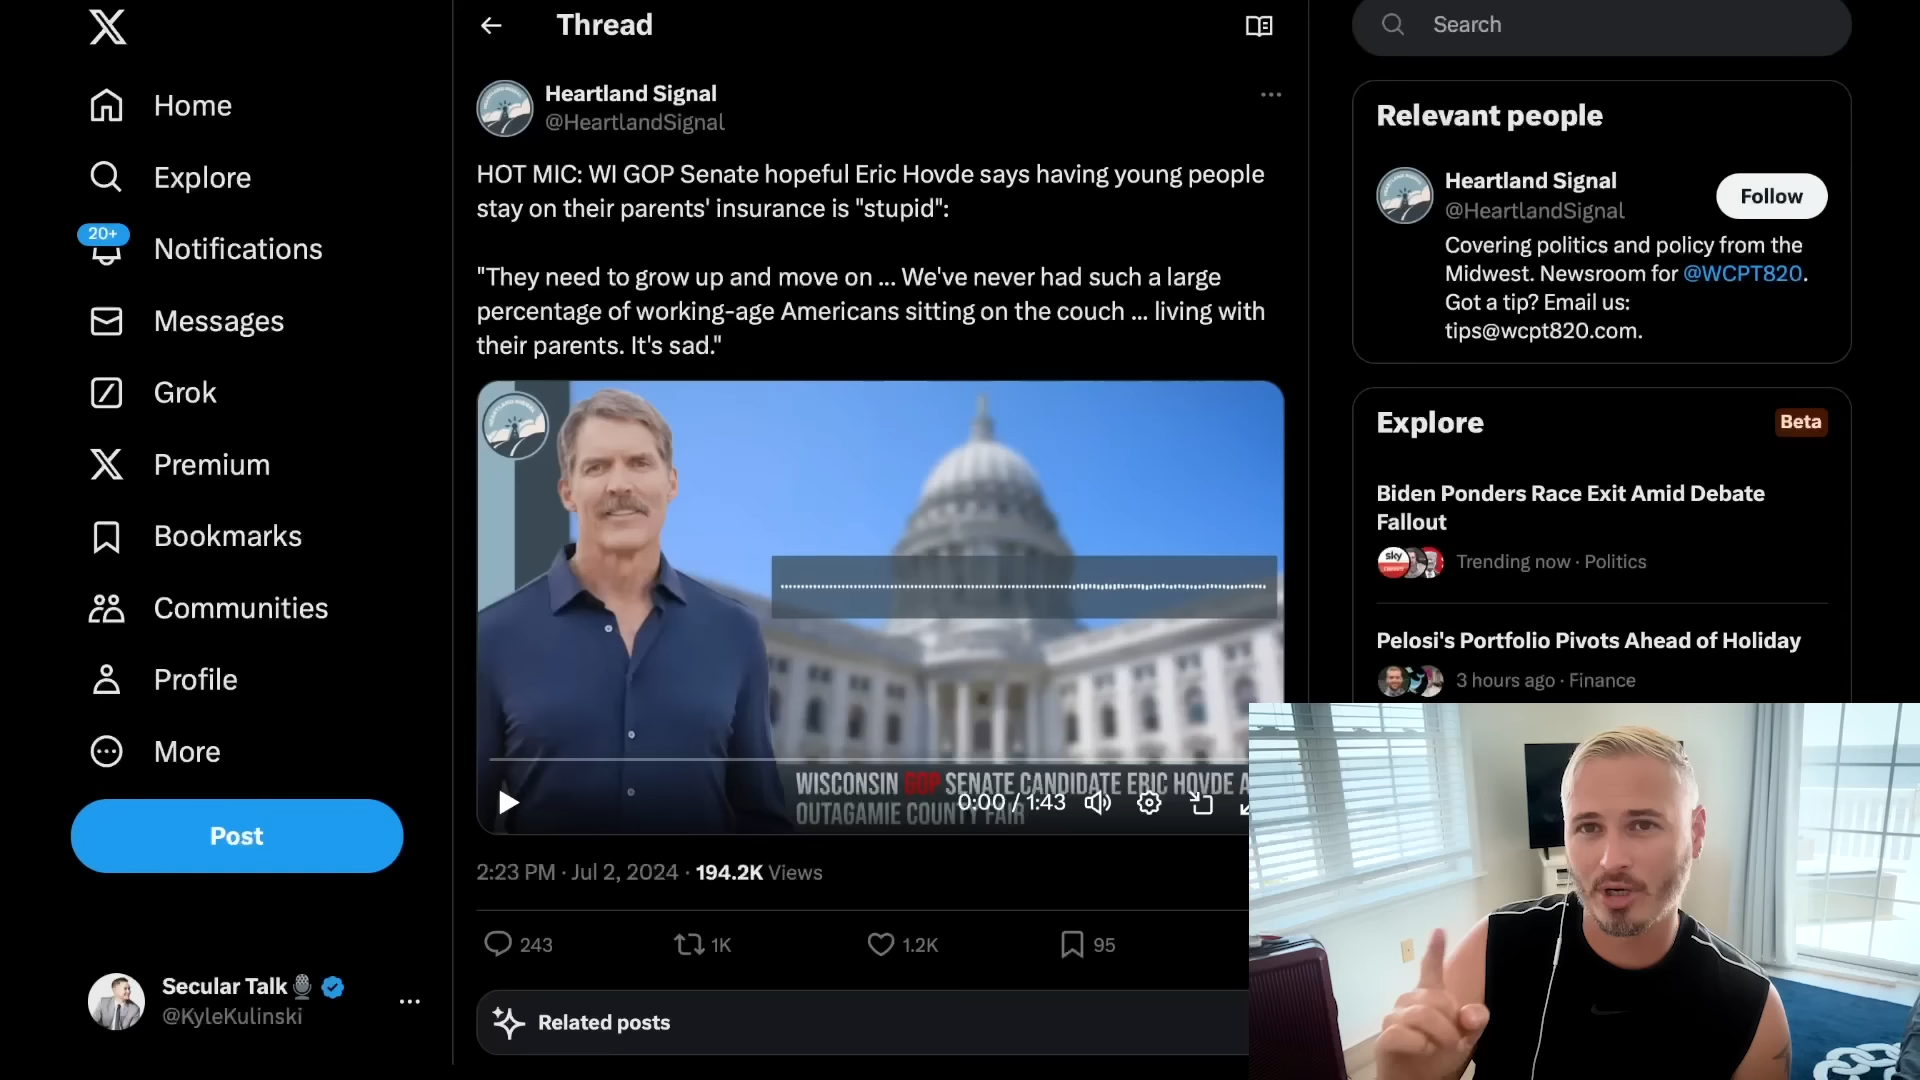 Home
Explore
20+
Notifications
Messages
Grok
Premium
Bookmarks
Communities
Profile
More
Post
Secular Talk
@KyleKulinski
Thread
Heartland Signal
@HeartlandSignal
HOT MIC: WI GOP Senate hopeful Eric Hovde says having young people
stay on their parents' insurance is "stupid":
"They need to grow up and move on ... We've never had such a large
percentage of working-age Americans sitting on the couch ... living with
their parents. It's sad."
WISCONSIN GOP SENATE CANDIDATE ERIC HOVDE A
OUTAGAMIE COUNTY FAIR
0:00 / 1:43
2:23 PM · Jul 2, 2024 · 194.2K Views
243
1K
1.2K
95
Related posts
Search
Relevant people
Heartland Signal
@HeartlandSignal
Follow
Covering politics and policy from the
Midwest. Newsroom for @WCPT820.
Got a tip? Email us:
tips@wcpt820.com.
Explore
Beta
Biden Ponders Race Exit Amid Debate
Fallout
sky
Trending now · Politics
Pelosi's Portfolio Pivots Ahead of Holiday
3 hours ago · Finance